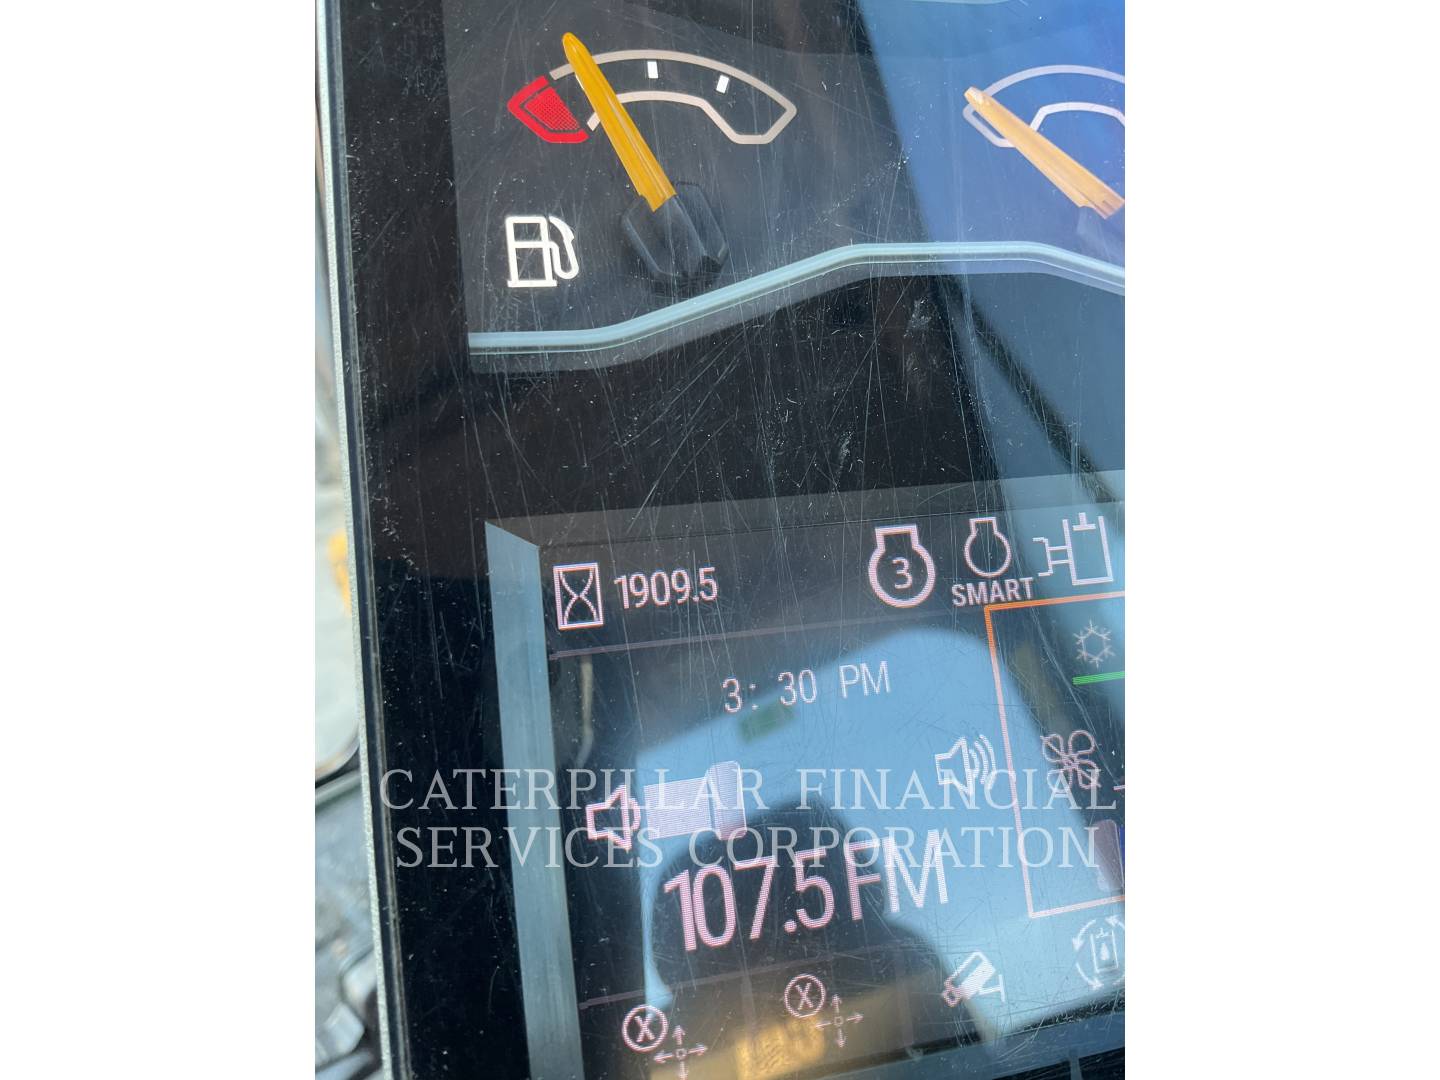 1909.5
3
SMART
3:30 PM
107.5 FM
X
X
CATERPILLAR FINANCIAL
SERVICES CORPORATION